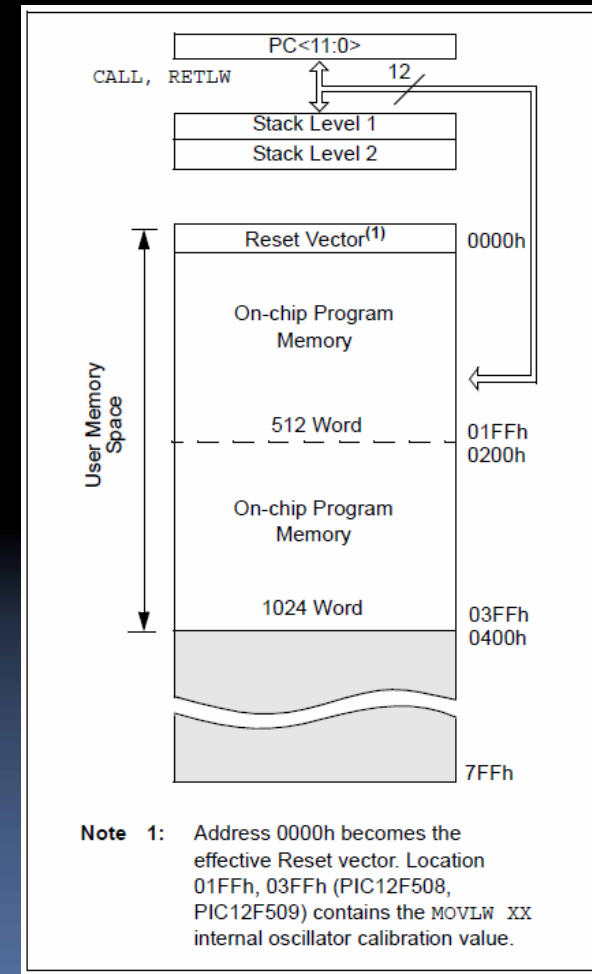 PC<11:0>
CALL, RETLW
12
Stack Level 1
Stack Level 2
Reset Vector(1)
0000h
On-chip Program
Memory
User Memory
Space
512 Word
01FFh
0200h
On-chip Program
Memory
1024 Word
03FFh
0400h
7FFh
Note 1: Address 0000h becomes the
effective Reset vector. Location
01FFh, 03FFh (PIC12F508,
PIC12F509) contains the MOVLW XX
internal oscillator calibration value.